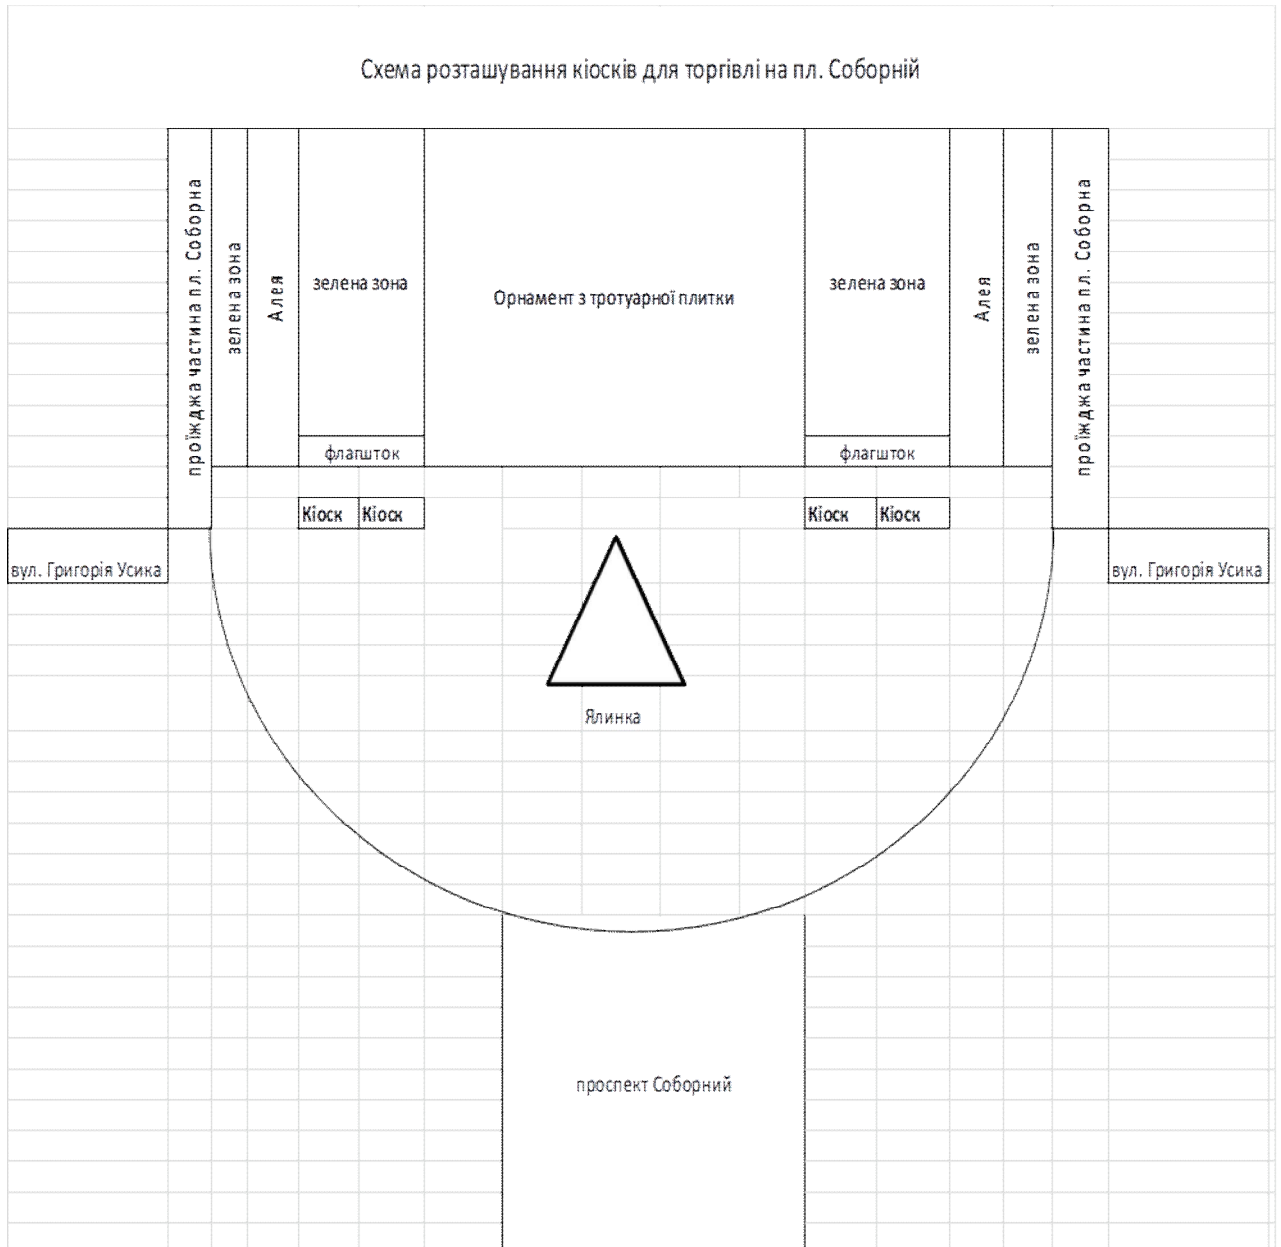 Схема розташування кіосків для торгівлі на пл. Соборній
проїжджа частина пл. Соборна
зелена зона
Алея
зелена зона
Орнамент з тротуарної плитки
зелена зона
Алея
зелена зона
проїжджа частина пл. Соборна
флагшток
флагшток
Кіоск Кіоск
Кіоск Кіоск
вул. Григорія Усика
вул. Григорія Усика
Ялинка
проспект Соборний